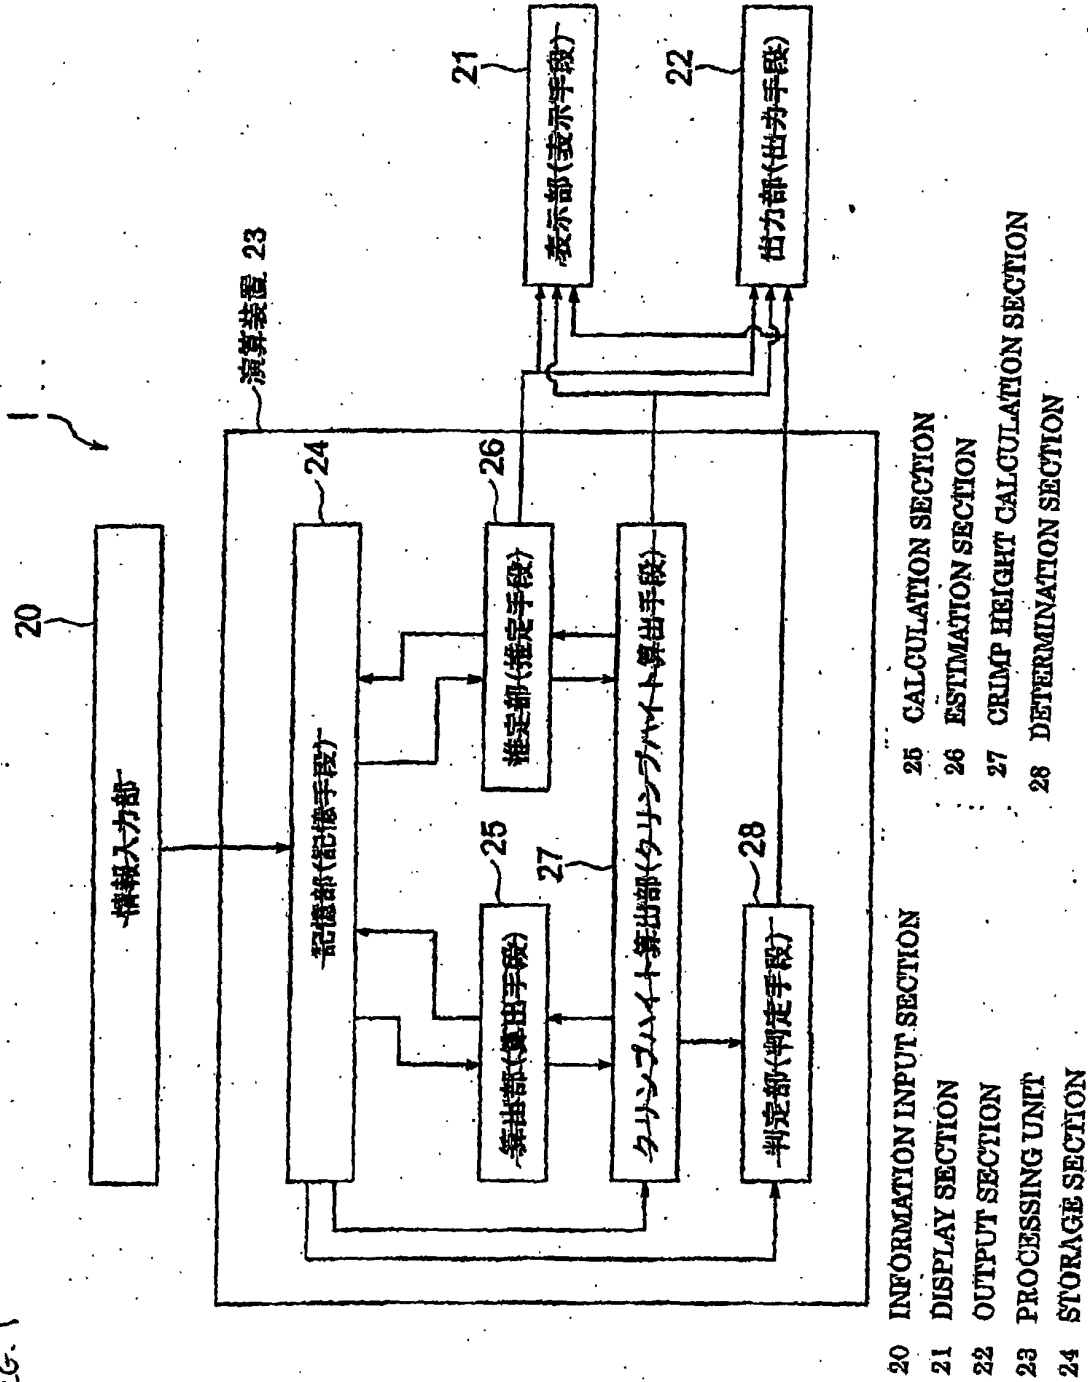 FIG. 1
1
20
情報入力部
演算装置 23
24
記憶部(記憶手段)
25
算出部(算出手段)
26
推定部(推定手段)
27
クリンプハイト算出部(クリンプハイト算出手段)
28
判定部(判定手段)
21
表示部(表示手段)
22
出力部(出力手段)
20 INFORMATION INPUT SECTION
21 DISPLAY SECTION
22 OUTPUT SECTION
23 PROCESSING UNIT
24 STORAGE SECTION
25 CALCULATION SECTION
26 ESTIMATION SECTION
27 CRIMP HEIGHT CALCULATION SECTION
28 DETERMINATION SECTION